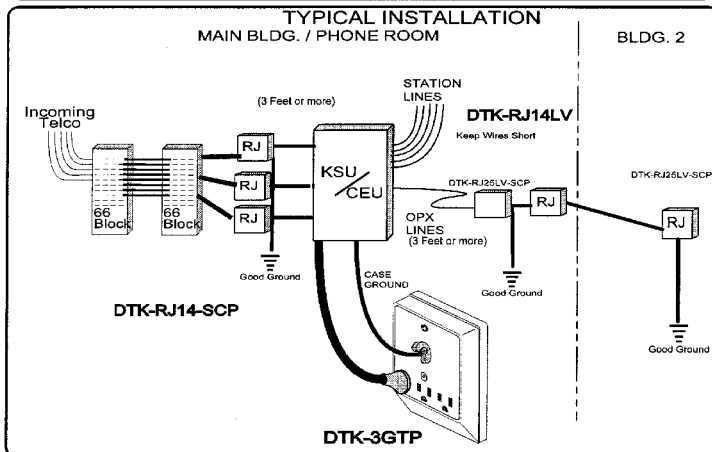 TYPICAL INSTALLATION
MAIN BLDG. / PHONE ROOM
BLDG. 2
STATION
LINES
Incoming
Telco
(3 Feet or more)
DTK-RJ14LV
Keep Wires Short
RJ
KSU
CEU
DTK-RJ25LV-SCP
DTK-RJ25LV-SCP
RJ
RJ
RJ
66
Block
66
Block
RJ
OPX
LINES
(3 Feet or more)
Good Ground
CASE
GROUND
Good Ground
DTK-RJ14-SCP
Good Ground
DTK-3GTP